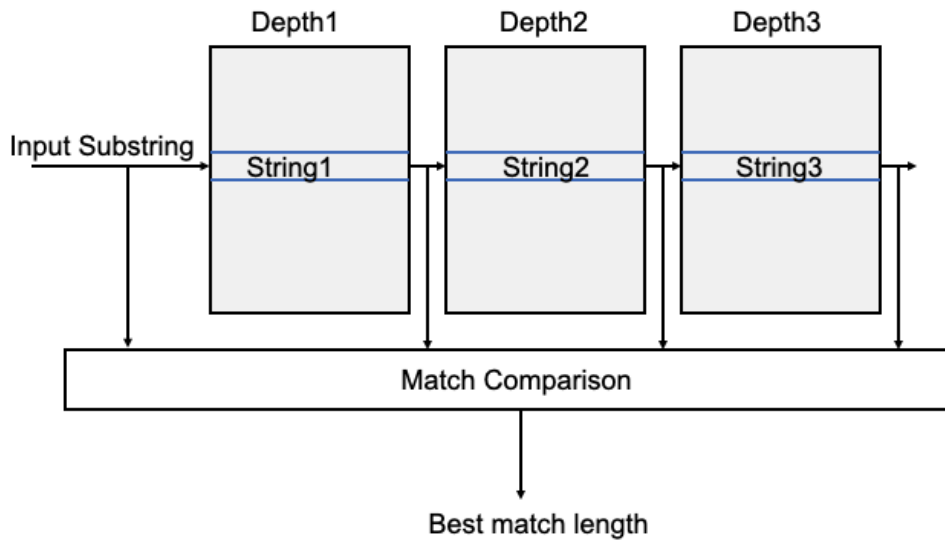 Depth1
Depth2
Depth3
Input Substring
String1
String2
String3
Match Comparison
Best match length